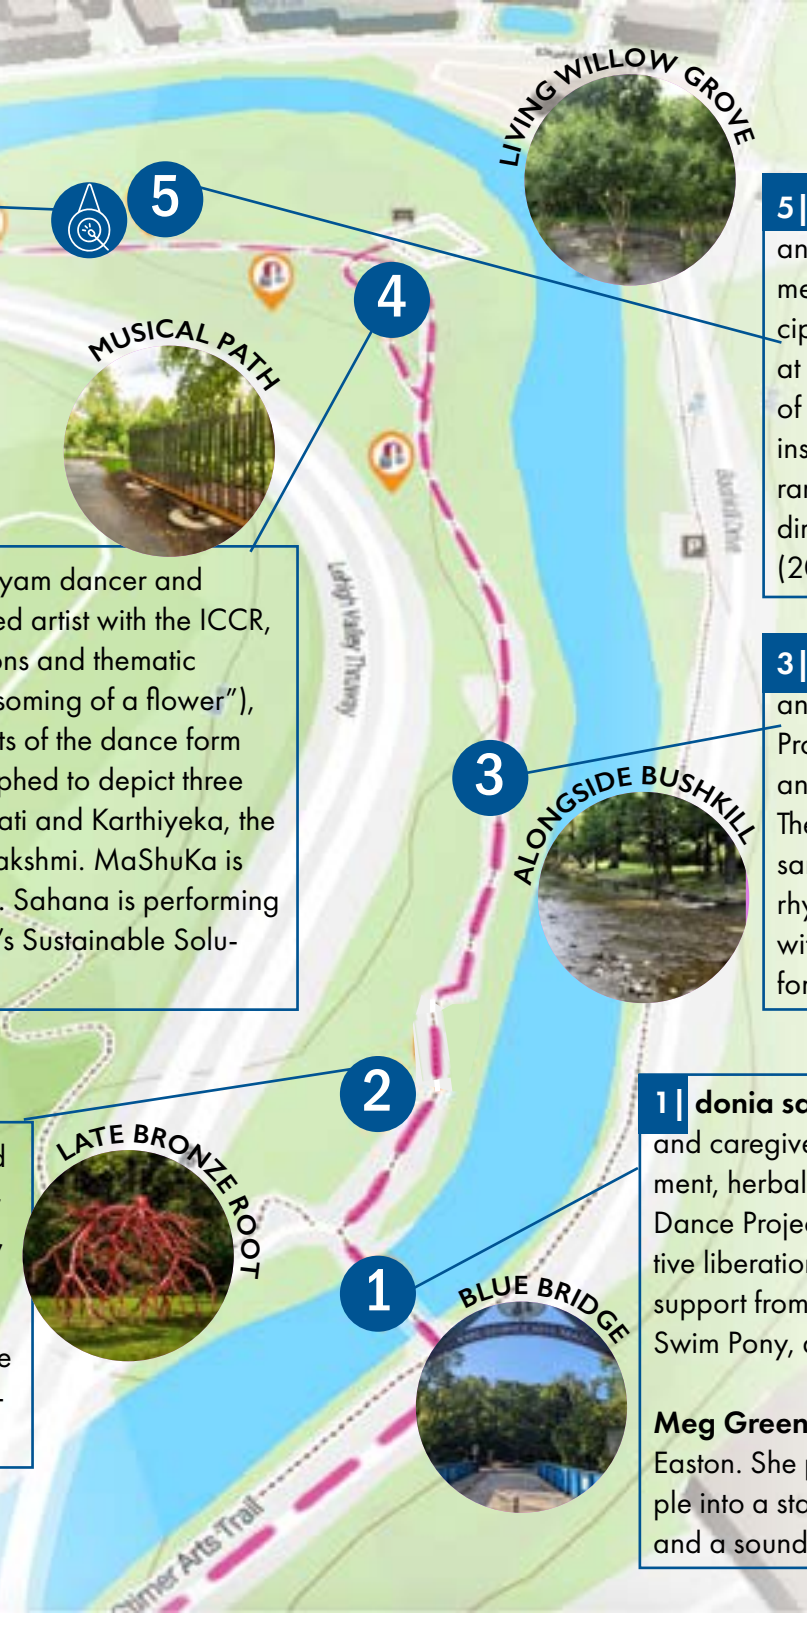 LIVING WILLOW GROVE
5
5|
an
me
cip
at
of
ins
ran
dir
(20
4
MUSICAL PATH
yam dancer and
ed artist with the ICCR,
ons and thematic
soming of a flower”),
ts of the dance form
phed to depict three
ati and Karthiyeka, the
akshmi. MaShuKa is
. Sahana is performing
’s Sustainable Solu-
Lehigh Valley Thruway
Bushkill Drive
P
3|
an
Pro
an
The
sar
rhy
wit
for
3
ALONGSIDE BUSHKILL
2
d
e
-
LATE BRONZE ROOT
1
BLUE BRIDGE
1| donia sa
and caregive
ment, herbal
Dance Projec
tive liberation
support from
Swim Pony, a
Meg Green
Easton. She p
ple into a sta
and a sound
Stirner Arts Trail